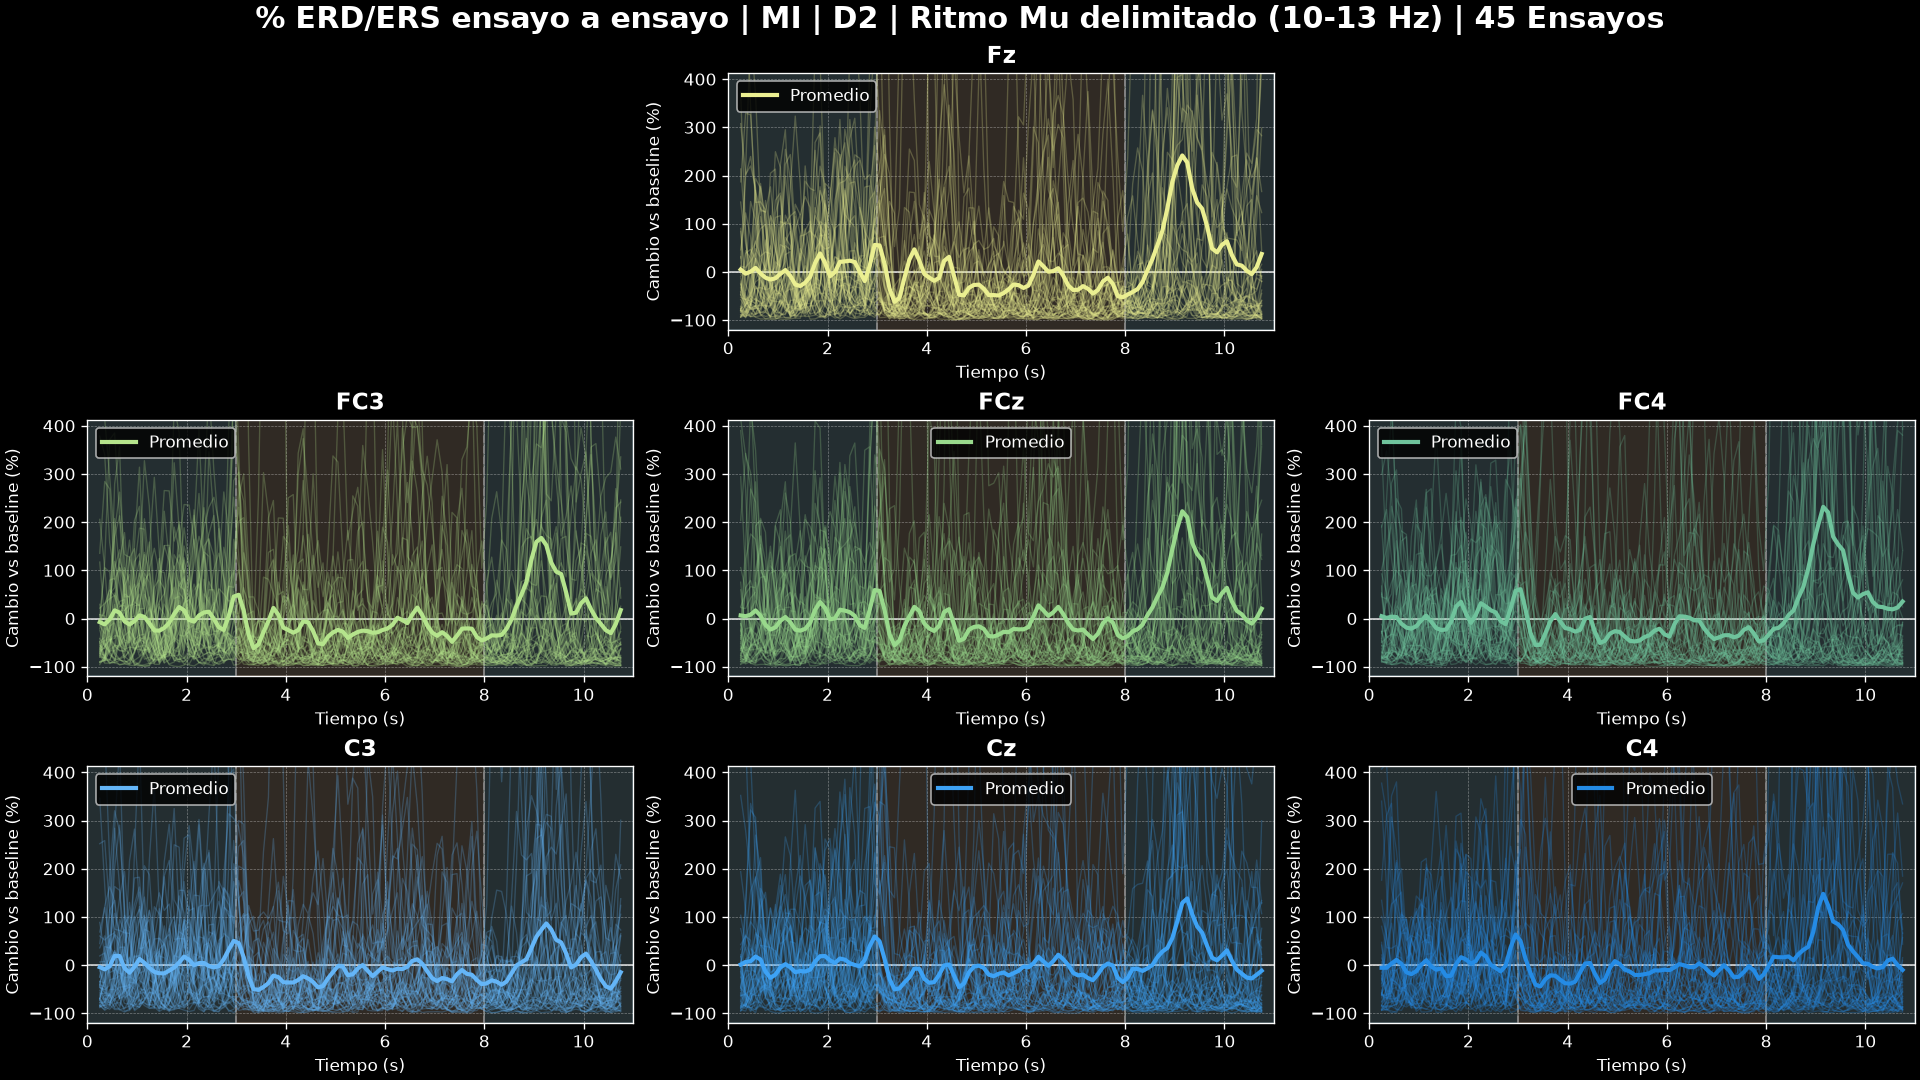 % ERD/ERS ensayo a ensayo | MI | D2 | Ritmo Mu delimitado (10-13 Hz) | 45 Ensayos
Fz
Cambio vs baseline (%)
400
300
200
100
0
−100
Promedio
0 2 4 6 8 10
Tiempo (s)
FC3
Cambio vs baseline (%)
400
300
200
100
0
−100
Promedio
0 2 4 6 8 10
Tiempo (s)
FCz
Cambio vs baseline (%)
400
300
200
100
0
−100
Promedio
0 2 4 6 8 10
Tiempo (s)
FC4
Cambio vs baseline (%)
400
300
200
100
0
−100
Promedio
0 2 4 6 8 10
Tiempo (s)
C3
Cambio vs baseline (%)
400
300
200
100
0
−100
Promedio
0 2 4 6 8 10
Tiempo (s)
Cz
Cambio vs baseline (%)
400
300
200
100
0
−100
Promedio
0 2 4 6 8 10
Tiempo (s)
C4
Cambio vs baseline (%)
400
300
200
100
0
−100
Promedio
0 2 4 6 8 10
Tiempo (s)